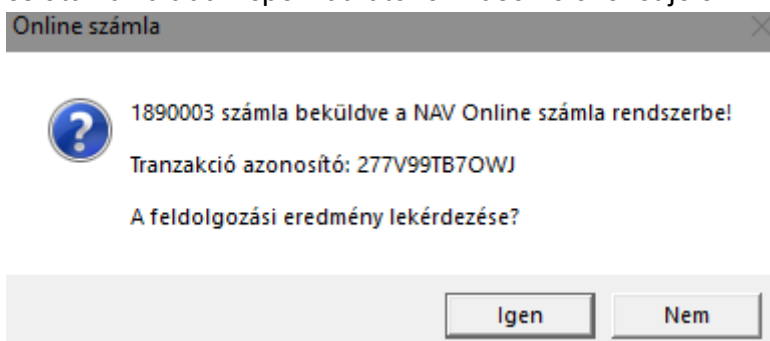 Online számla
1890003 számla beküldve a NAV Online számla rendszerbe!
Tranzakció azonosító: 277V99TB7OWJ
A feldolgozási eredmény lekérdezése?
Igen
Nem